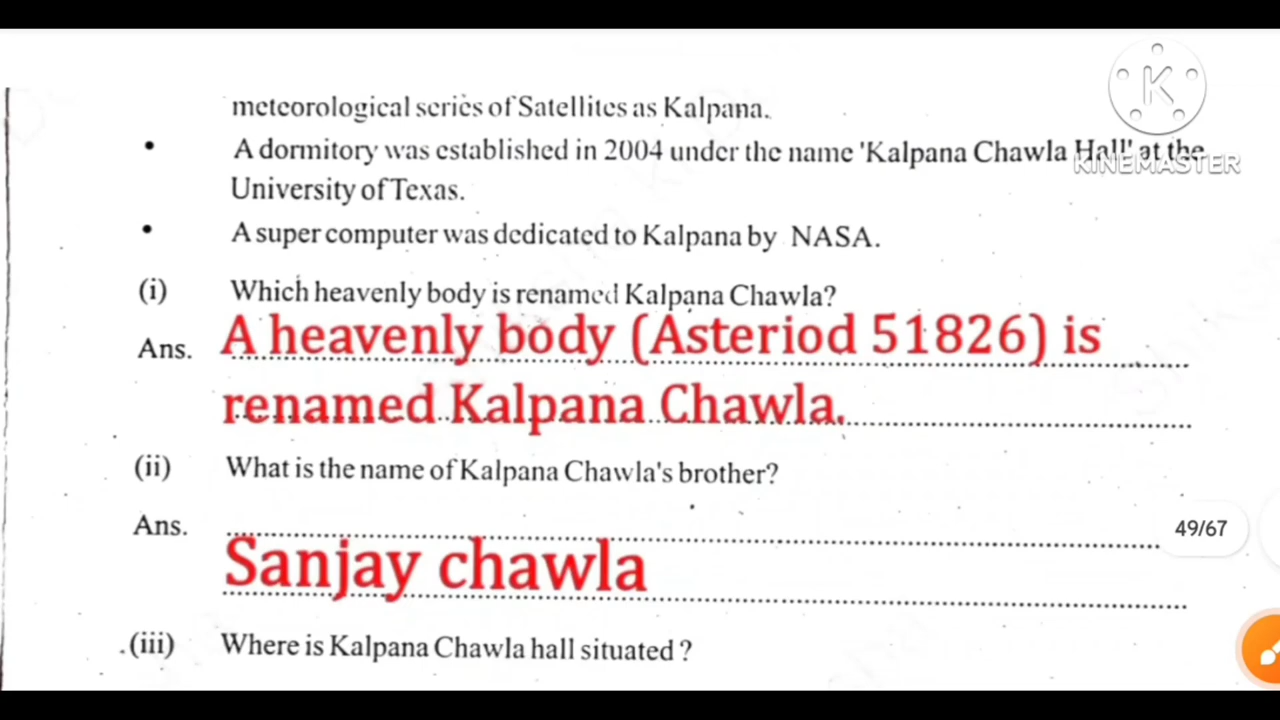 meteorological series of Satellites as Kalpana.
• A dormitory was established in 2004 under the name 'Kalpana Chawla Hall' at the
KINEMASTER
University of Texas.
• A super computer was dedicated to Kalpana by NASA.
(i) Which heavenly body is renamed Kalpana Chawla?
Ans. A heavenly body (Asteriod 51826) is
renamed Kalpana Chawla.
(ii) What is the name of Kalpana Chawla's brother?
49/67
Ans.
Sanjay chawla
.(iii) Where is Kalpana Chawla hall situated ?